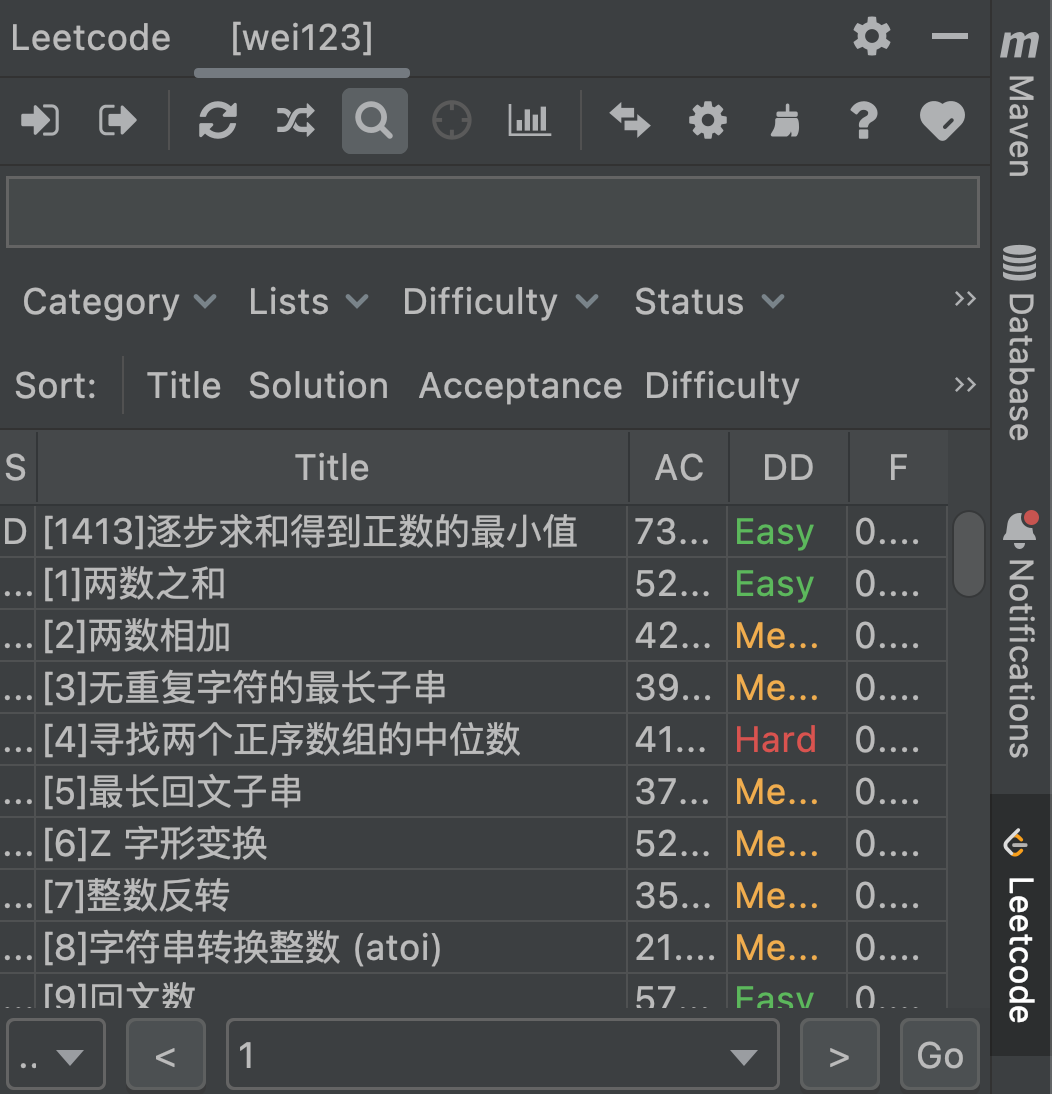 Leetcode [wei123]
Category Lists Difficulty Status >>
Sort: Title Solution Acceptance Difficulty >>
S Title AC DD F
D [1413]逐步求和得到正数的最小值 73... Easy 0....
... [1]两数之和 52... Easy 0....
... [2]两数相加 42... Me... 0....
... [3]无重复字符的最长子串 39... Me... 0....
... [4]寻找两个正序数组的中位数 41... Hard 0....
... [5]最长回文子串 37... Me... 0....
... [6]Z 字形变换 52... Me... 0....
... [7]整数反转 35... Me... 0....
... [8]字符串转换整数 (atoi) 21.... Me... 0....
... [9]回文数 57... Easy 0....
.. < 1 > Go
m Maven
Database
Notifications
Leetcode